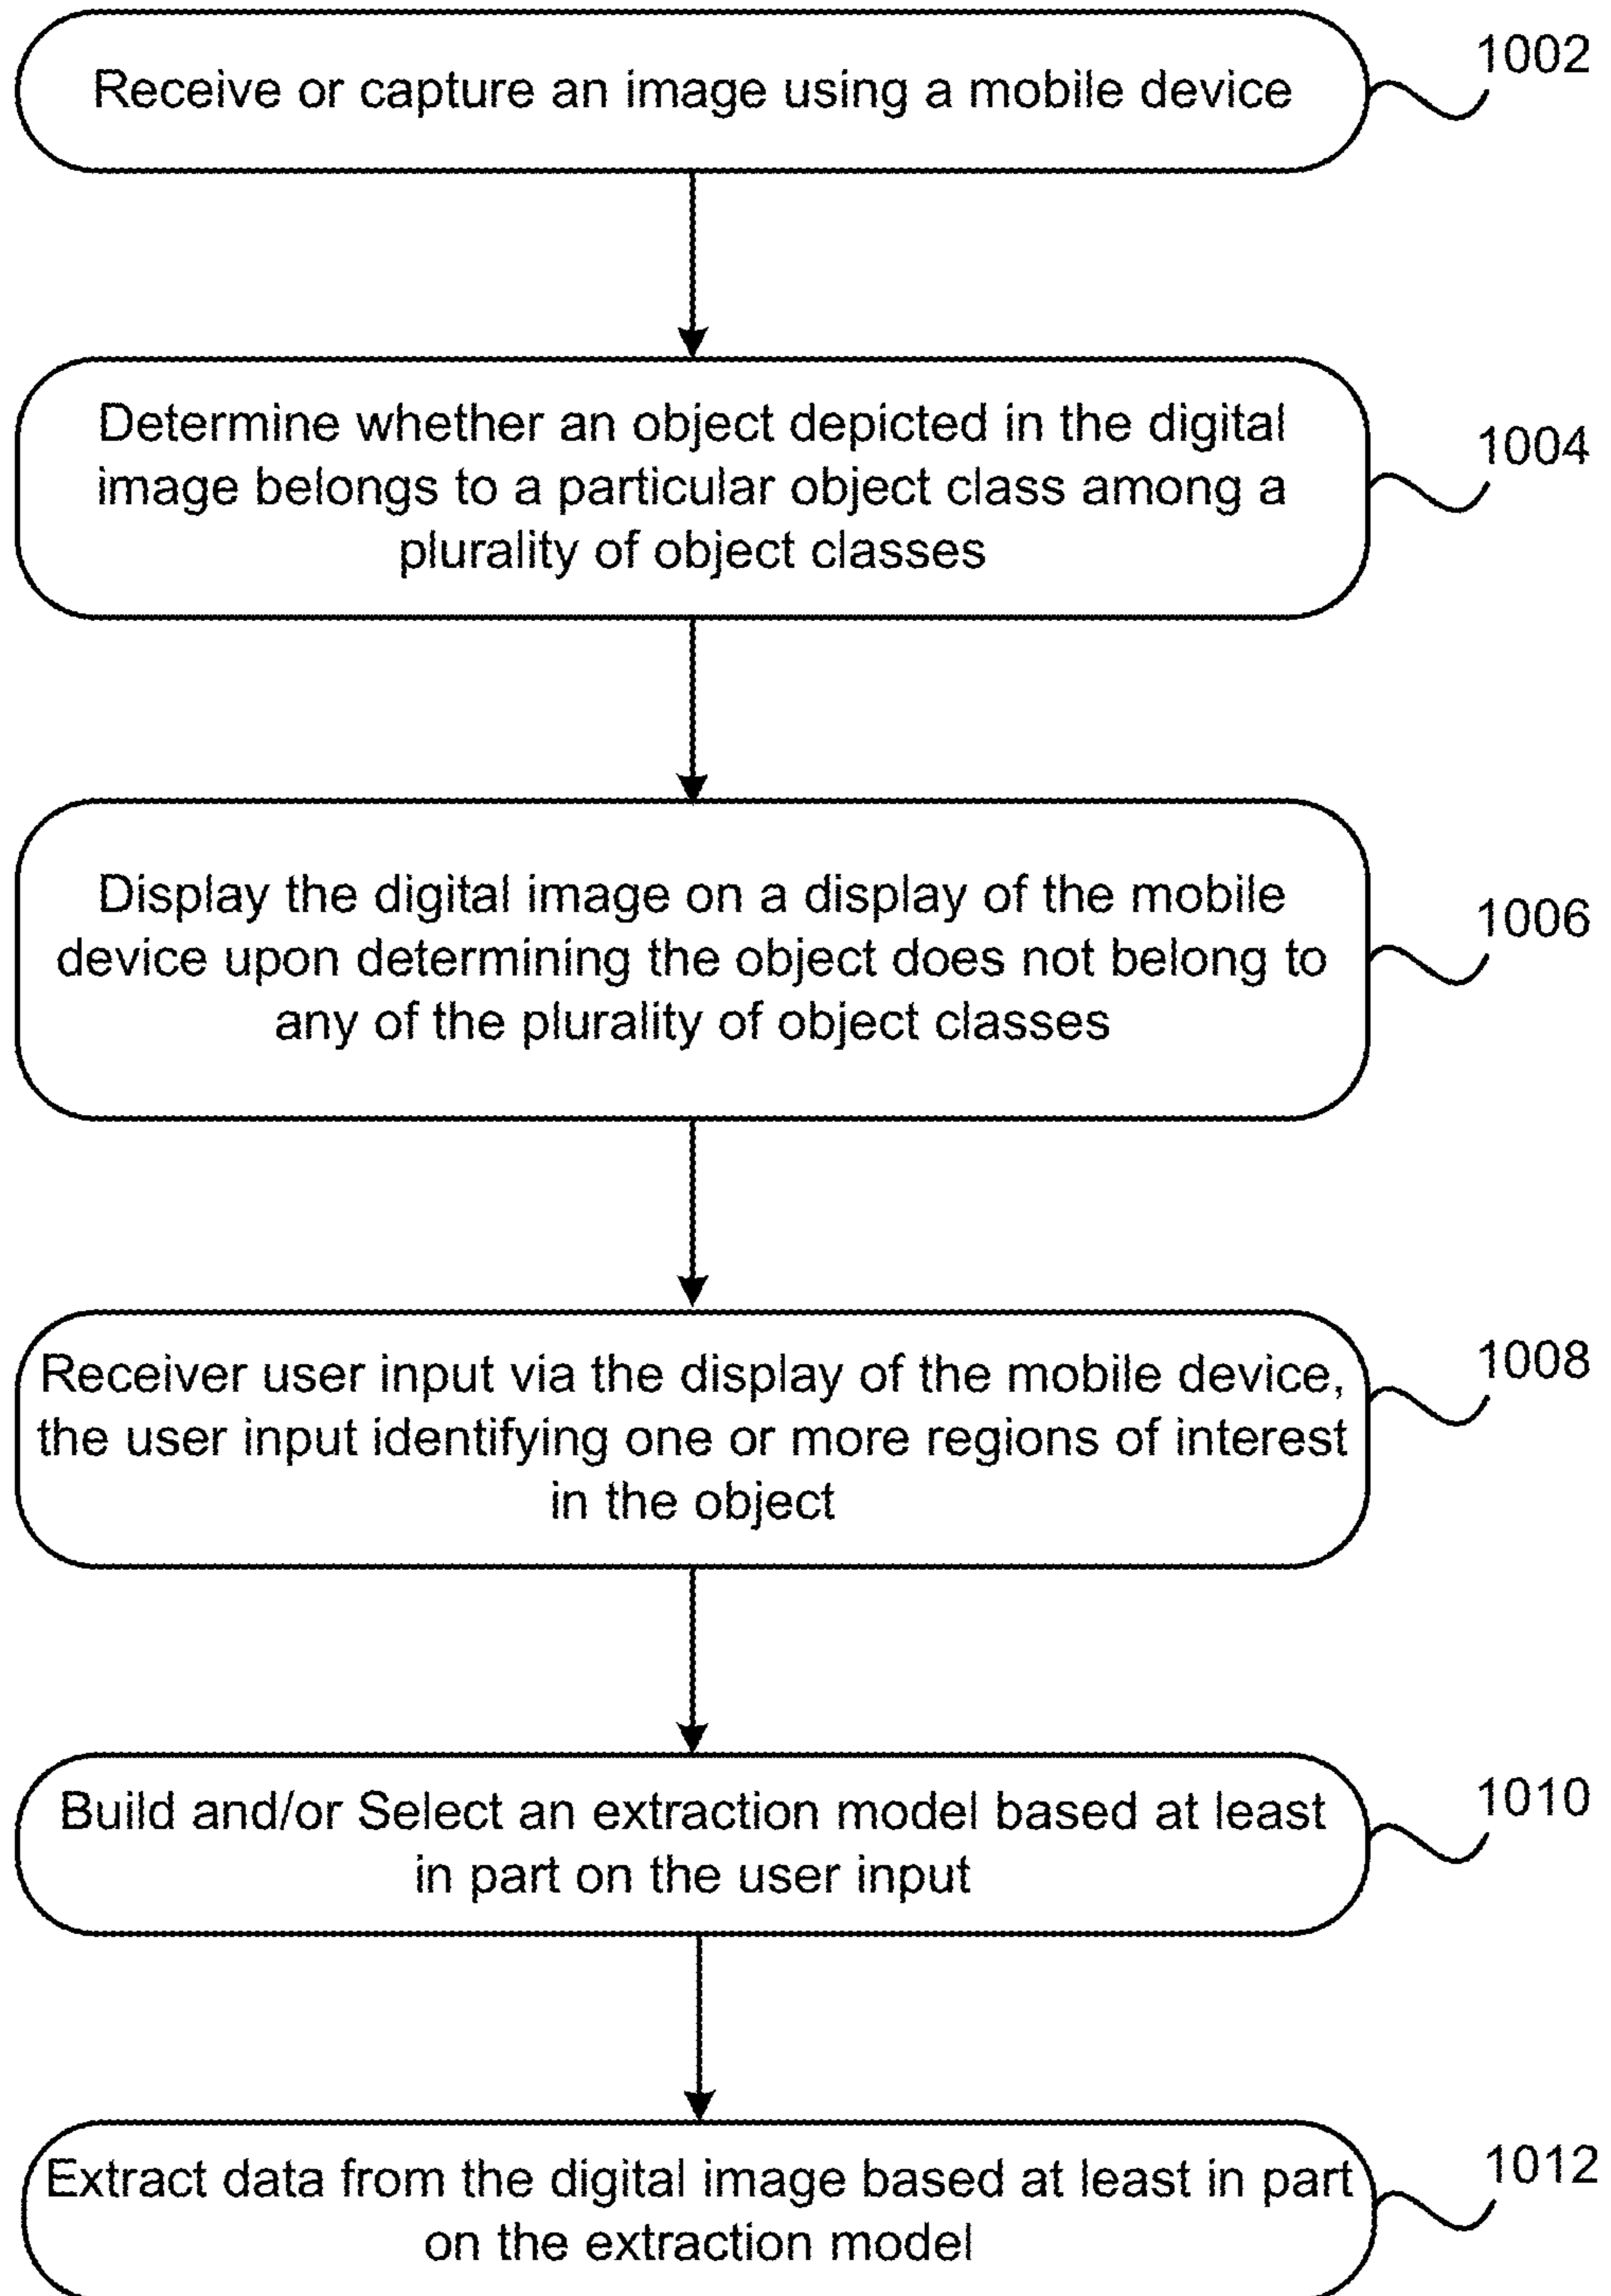 Receive or capture an image using a mobile device
1002
Determine whether an object depicted in the digital
image belongs to a particular object class among a
plurality of object classes
1004
Display the digital image on a display of the mobile
device upon determining the object does not belong to
any of the plurality of object classes
1006
Receiver user input via the display of the mobile device,
the user input identifying one or more regions of interest
in the object
1008
Build and/or Select an extraction model based at least
in part on the user input
1010
Extract data from the digital image based at least in part
on the extraction model
1012